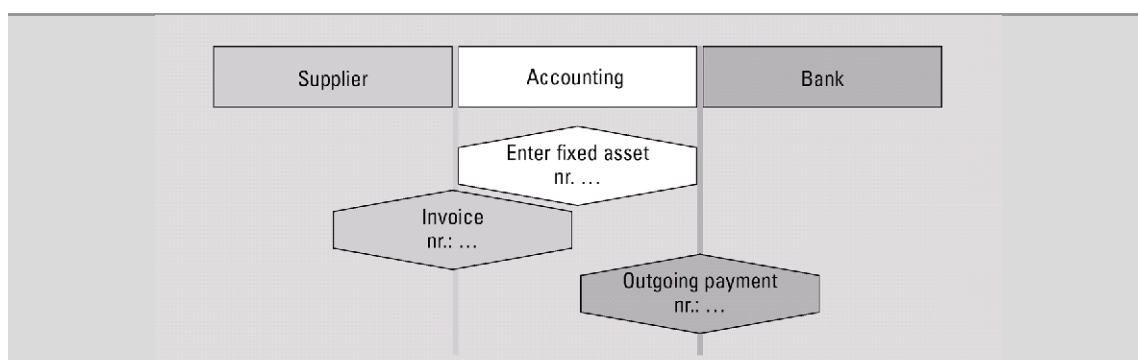 Supplier
Accounting
Bank
Enter fixed asset
nr. ...
Invoice
nr.: ...
Outgoing payment
nr.: ...